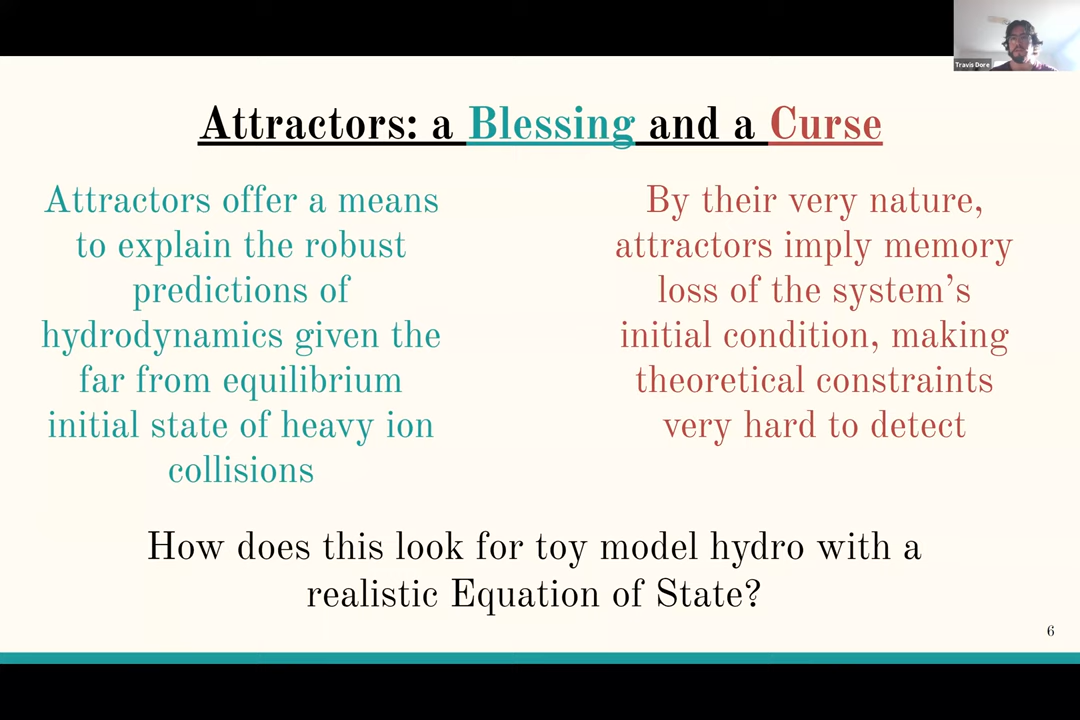 Travis Dore
Attractors: a Blessing and a Curse
Attractors offer a means
to explain the robust
predictions of
hydrodynamics given the
far from equilibrium
initial state of heavy ion
collisions
By their very nature,
attractors imply memory
loss of the system’s
initial condition, making
theoretical constraints
very hard to detect
How does this look for toy model hydro with a
realistic Equation of State?
6